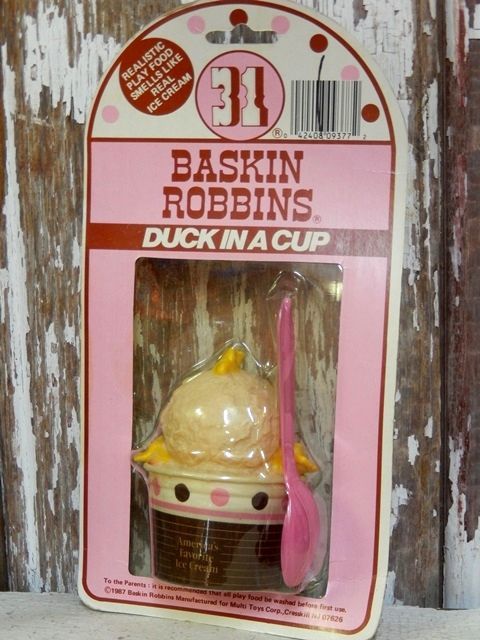 REALISTIC
PLAY FOOD
SMELLS LIKE
REAL
ICE CREAM
31
®
0 42408 09377 2
BASKIN
ROBBINS®
DUCK IN A CUP
America's
Favorite
Ice Cream
To the Parents : It is recommended that all play food be washed before first use.
©1987 Baskin Robbins Manufactured for Multi Toys Corp., Cresskill NJ 07626